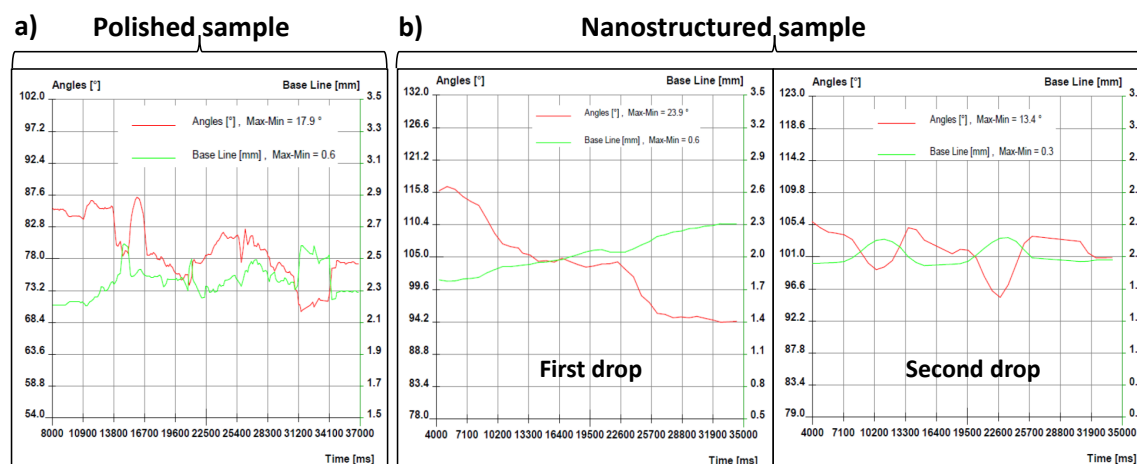 a) Polished sample
b) Nanostructured sample
Angles [°] Base Line [mm]
102.0 3.5
97.2 3.3
92.4 3.1
87.6 2.9
82.8 2.7
78.0 2.5
73.2 2.3
68.4 2.1
63.6 1.9
58.8 1.7
54.0 1.5
Angles [°] , Max-Min = 17.9 °
Base Line [mm] , Max-Min = 0.6
8000 10900 13800 16700 19600 22500 25400 28300 31200 34100 37000
Time [ms]
Angles [°] Base Line [mm]
132.0 3.5
126.6 3.2
121.2 2.9
115.8 2.6
110.4 2.3
105.0 2.0
99.6 1.7
94.2 1.4
88.8 1.1
83.4 0.8
78.0 0.5
Angles [°] , Max-Min = 23.9 °
Base Line [mm] , Max-Min = 0.6
First drop
4000 7100 10200 13300 16400 19500 22600 25700 28800 31900 35000
Time [ms]
Angles [°] Base Line [mm]
123.0
118.6
114.2
109.8
105.4
101.0
96.6
92.2
87.8
83.4
79.0
Angles [°] , Max-Min = 13.4 °
Base Line [mm] , Max-Min = 0.3
Second drop
4000 7100 10200 13300 16400 19500 22600 25700 28800 31900 35000
Time [ms]